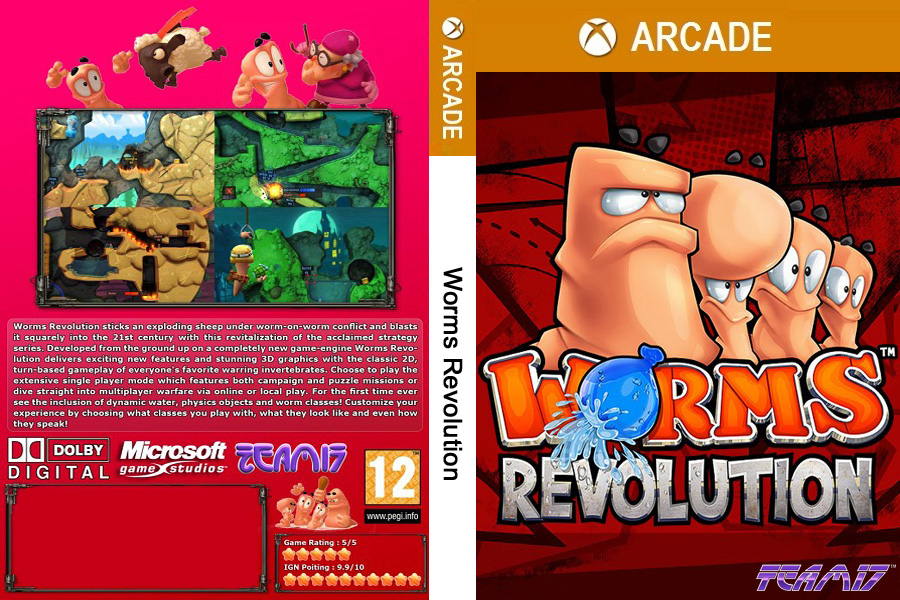 Worms Revolution sticks an exploding sheep under worm-on-worm conflict and blasts
it squarely into the 21st century with this revitalization of the acclaimed strategy
series. Developed from the ground up on a completely new game-engine Worms Revo-
lution delivers exciting new features and stunning 3D graphics with the classic 2D,
turn-based gameplay of everyone's favorite warring invertebrates. Choose to play the
extensive single player mode which features both campaign and puzzle missions or
dive straight into multplayer warfare via online or local play. For the first time ever
see the inclusion of dynamic water, physics objects and worm classes! Customize your
experience by choosing what classes you play with, what they look like and even how
they speak!
DOLBY
DIGITAL
Microsoft
game studios™
TEAM17
12
www.pegi.info
Game Rating : 5/5
IGN Poiting : 9.9/10
ARCADE
Worms Revolution
ARCADE
WORMS™
REVOLUTION
TEAM17™